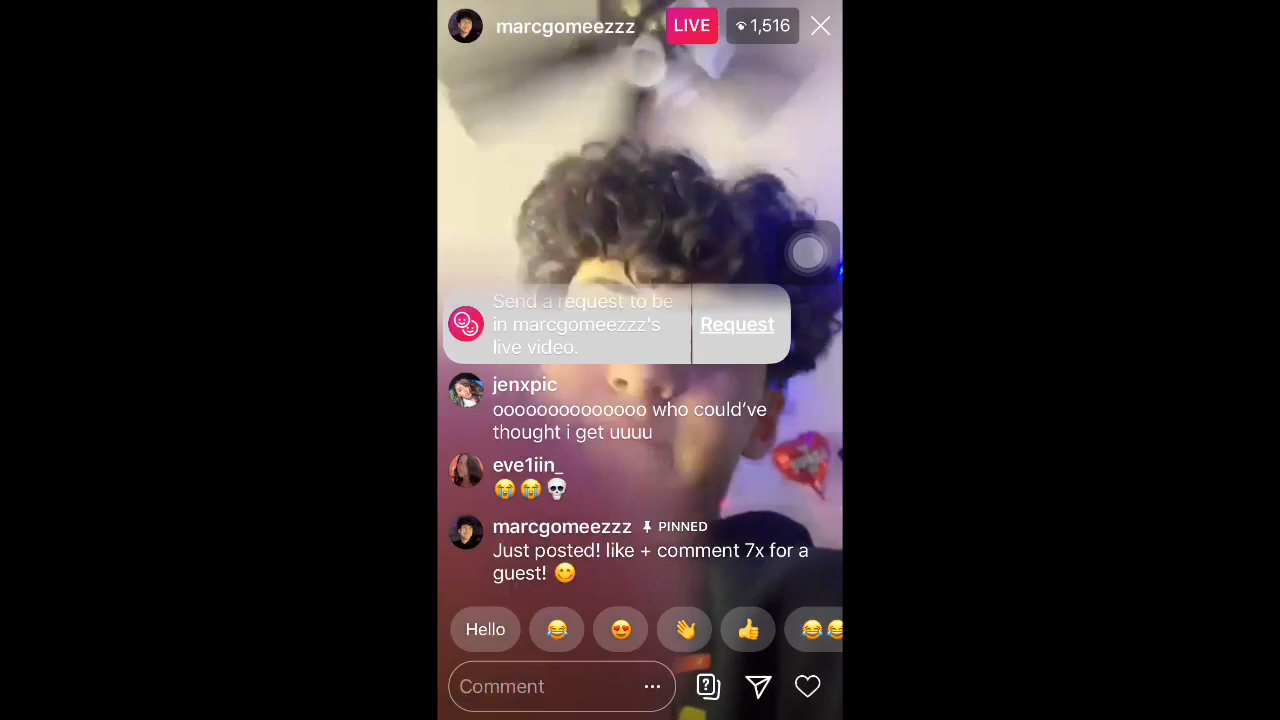 marcgomeezzz LIVE 1,516
Send a request to be
in marcgomeezzz's
live video.
Request
jenxpic
oooooooooooooo who could’ve
thought i get uuuu
eve1iin_
😭😭💀
marcgomeezzz PINNED
Just posted! like + comment 7x for a
guest! 😋
Hello 😂 😍 👋 👍 😂😂
Comment ...